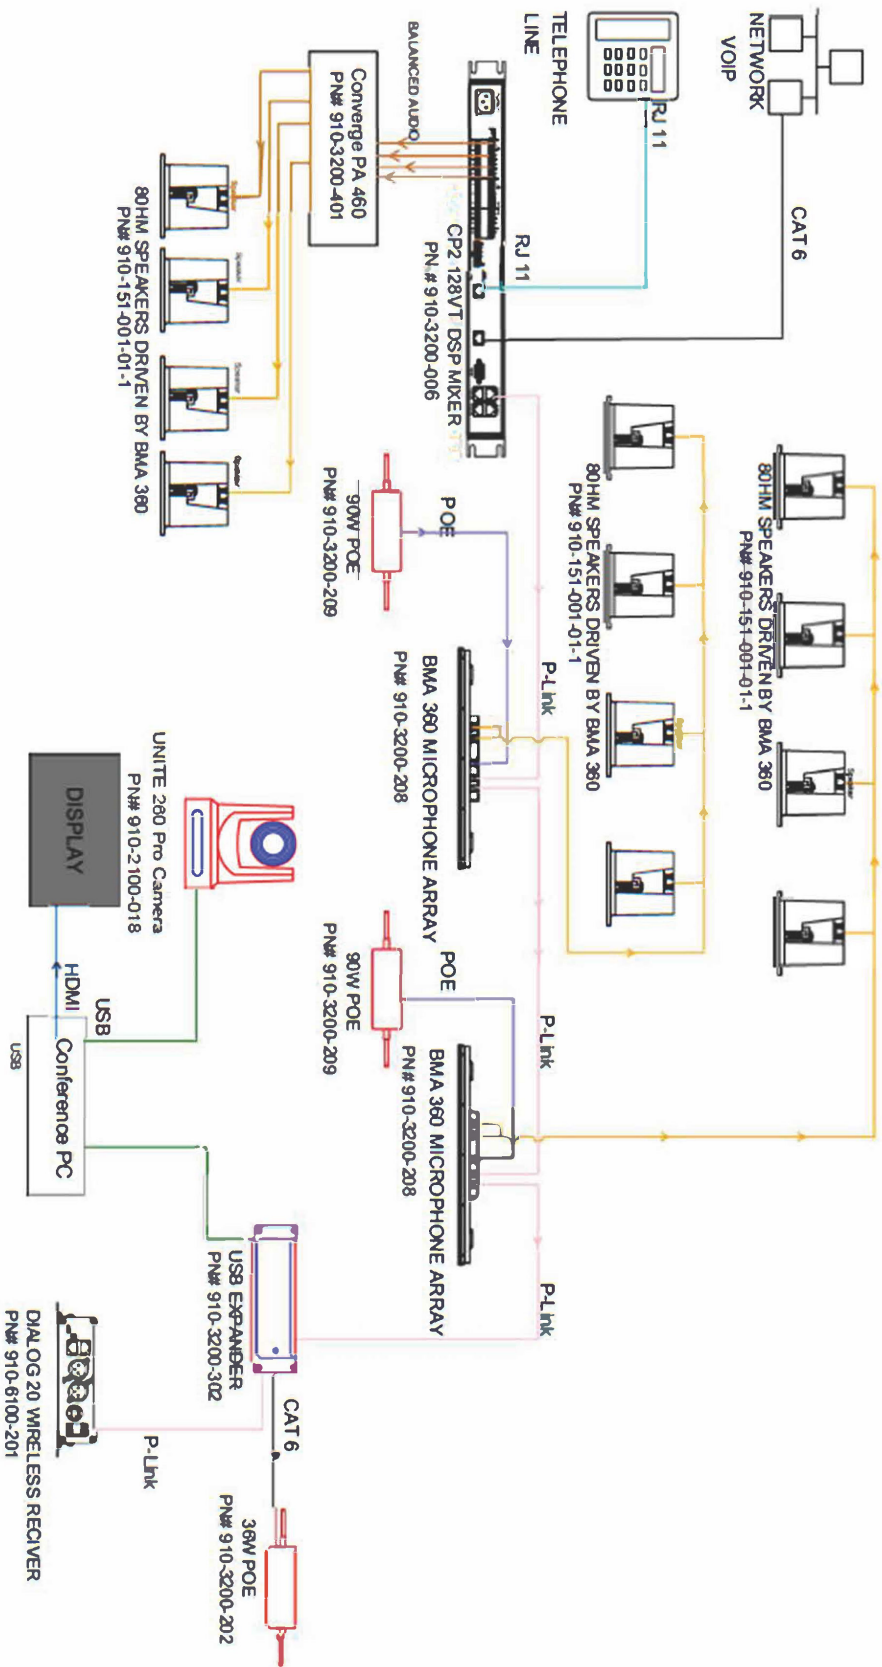 NETWORK
VOIP
CAT 6
TELEPHONE
LINE
RJ 11
RJ 11
BALANCED AUDIO
CP2 128VT DSP MIXER
PN-# 910-3200-006
Converge PA 460
PN# 910-3200-401
Speaker
Speaker
Speaker
Speaker
80HM SPEAKERS DRIVEN BY BMA 360
PN# 910-151-001-01-1
80HM SPEAKERS DRIVEN BY BMA 360
PN# 910-151-001-01-1
Speaker
80HM SPEAKERS DRIVEN BY BMA 360
PN# 910-151-001-01-1
Speaker
P-Link
POE
90W POE
PN# 910-3200-209
BMA 360 MICROPHONE ARRAY
PN# 910-3200-208
P-Link
POE
90W POE
PN# 910-3200-209
BMA 360 MICROPHONE ARRAY
PN# 910-3200-208
P-Link
UNITE 260 Pro Camera
PN# 910-2100-018
DISPLAY
HDMI
USB
Conference PC
USB
USB EXPANDER
PN# 910-3200-302
CAT 6
36W POE
PN# 910-3200-202
P-Link
DIALOG 20 WIRELESS RECIVER
PN# 910-6100-201